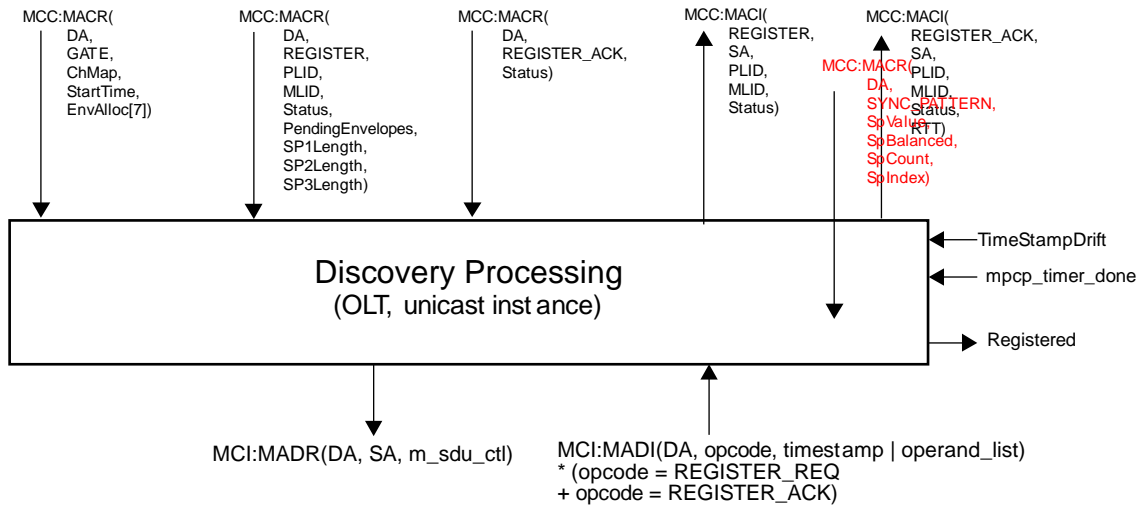 MCC:MACR(
DA,
GATE,
ChMap,
StartTime,
EnvAlloc[7])
MCC:MACR(
DA,
REGISTER,
PLID,
MLID,
Status,
PendingEnvelopes,
SP1Length,
SP2Length,
SP3Length)
MCC:MACR(
DA,
REGISTER_ACK,
Status)
MCC:MACI(
REGISTER,
SA,
PLID,
MLID,
Status)
MCC:MACR(
DA,
SYNC_PATTERN,
SpValue,
SpBalanced,
SpCount,
SpIndex)
MCC:MACI(
REGISTER_ACK,
SA,
PLID,
MLID,
Status,
RTT)
TimeStampDrift
mpcp_timer_done
Registered
Discovery Processing
(OLT, unicast inst ance)
MCI:MADR(DA, SA, m_sdu_ctl)
MCI:MADI(DA, opcode, timestamp | operand_list)
* (opcode = REGISTER_REQ
+ opcode = REGISTER_ACK)